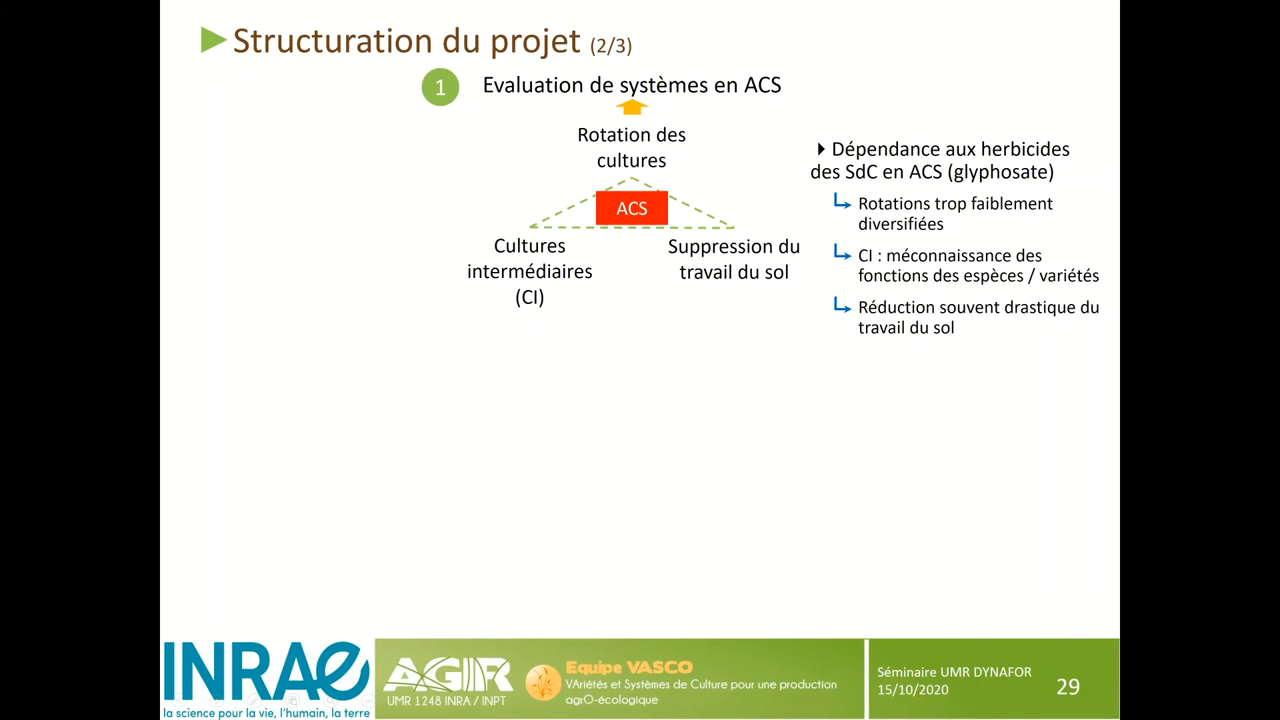 Structuration du projet (2/3)
1
Evaluation de systèmes en ACS
Rotation des
cultures
ACS
Cultures
intermédiaires
(CI)
Suppression du
travail du sol
Dépendance aux herbicides
des SdC en ACS (glyphosate)
Rotations trop faiblement
diversifiées
CI : méconnaissance des
fonctions des espèces / variétés
Réduction souvent drastique du
travail du sol
INRAE
la science pour la vie, l'humain, la terre
AGIR
UMR 1248 INRA / INPT
Equipe VASCO
VAriétés et Systèmes de Culture pour une production
agrO-écologique
Séminaire UMR DYNAFOR
15/10/2020
29